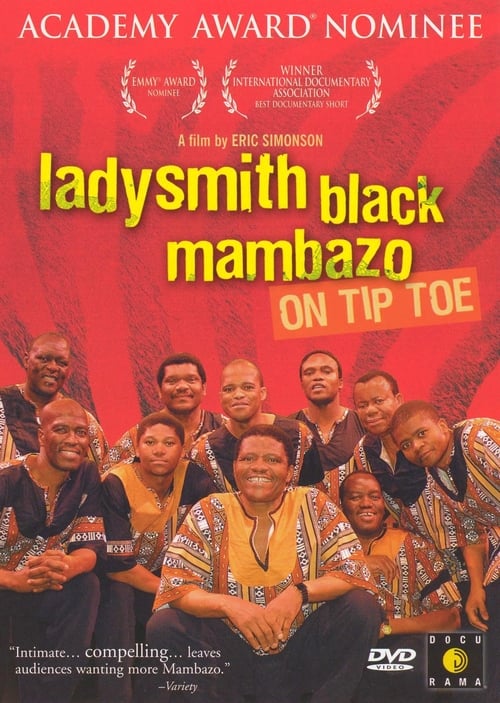 ACADEMY AWARD® NOMINEE
EMMY® AWARD
NOMINEE
WINNER
INTERNATIONAL DOCUMENTARY
ASSOCIATION
BEST DOCUMENTARY SHORT
A film by ERIC SIMONSON
ladysmith black
mambazo
ON TIP TOE
“Intimate… compelling… leaves
audiences wanting more Mambazo.”
–Variety
DVD
VIDEO
DOCU
RAMA®